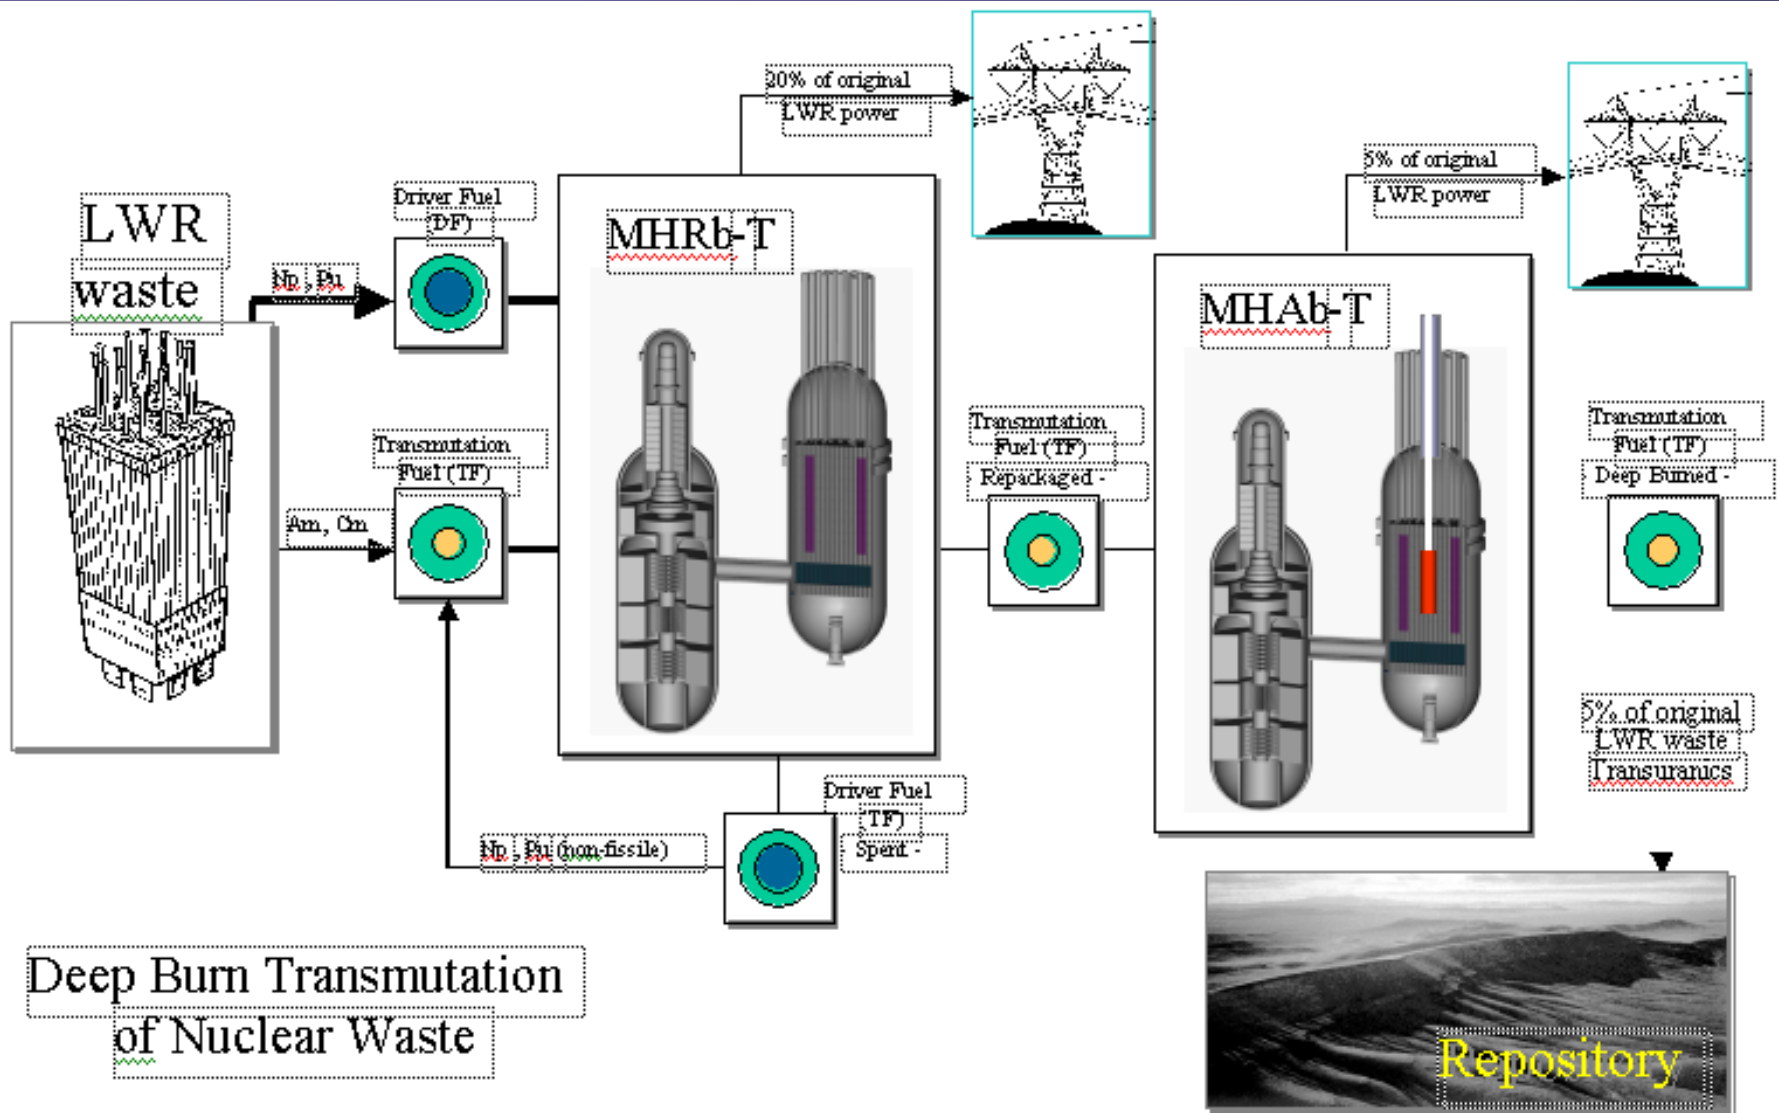 20% of original
LWR power
5% of original
LWR power
LWR
waste
Driver Fuel
(DF)
Np , Pu
MHRb-T
MHAb-T
Transmutation
Fuel (TF)
Am, Cm
Transmutation
Fuel (TF)
- Repackaged -
Transmutation
Fuel (TF)
- Deep Burned -
5% of original
LWR waste
Transuranics
Driver Fuel
(TF)
- Spent -
Np , Pu (non-fissile)
Deep Burn Transmutation
of Nuclear Waste
Repository